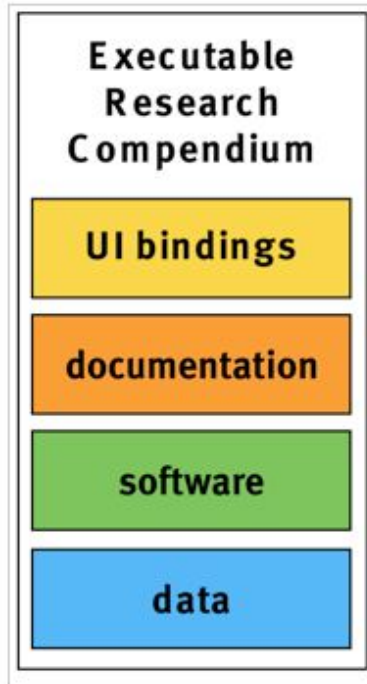 Executable
Research
Compendium
UI bindings
documentation
software
data